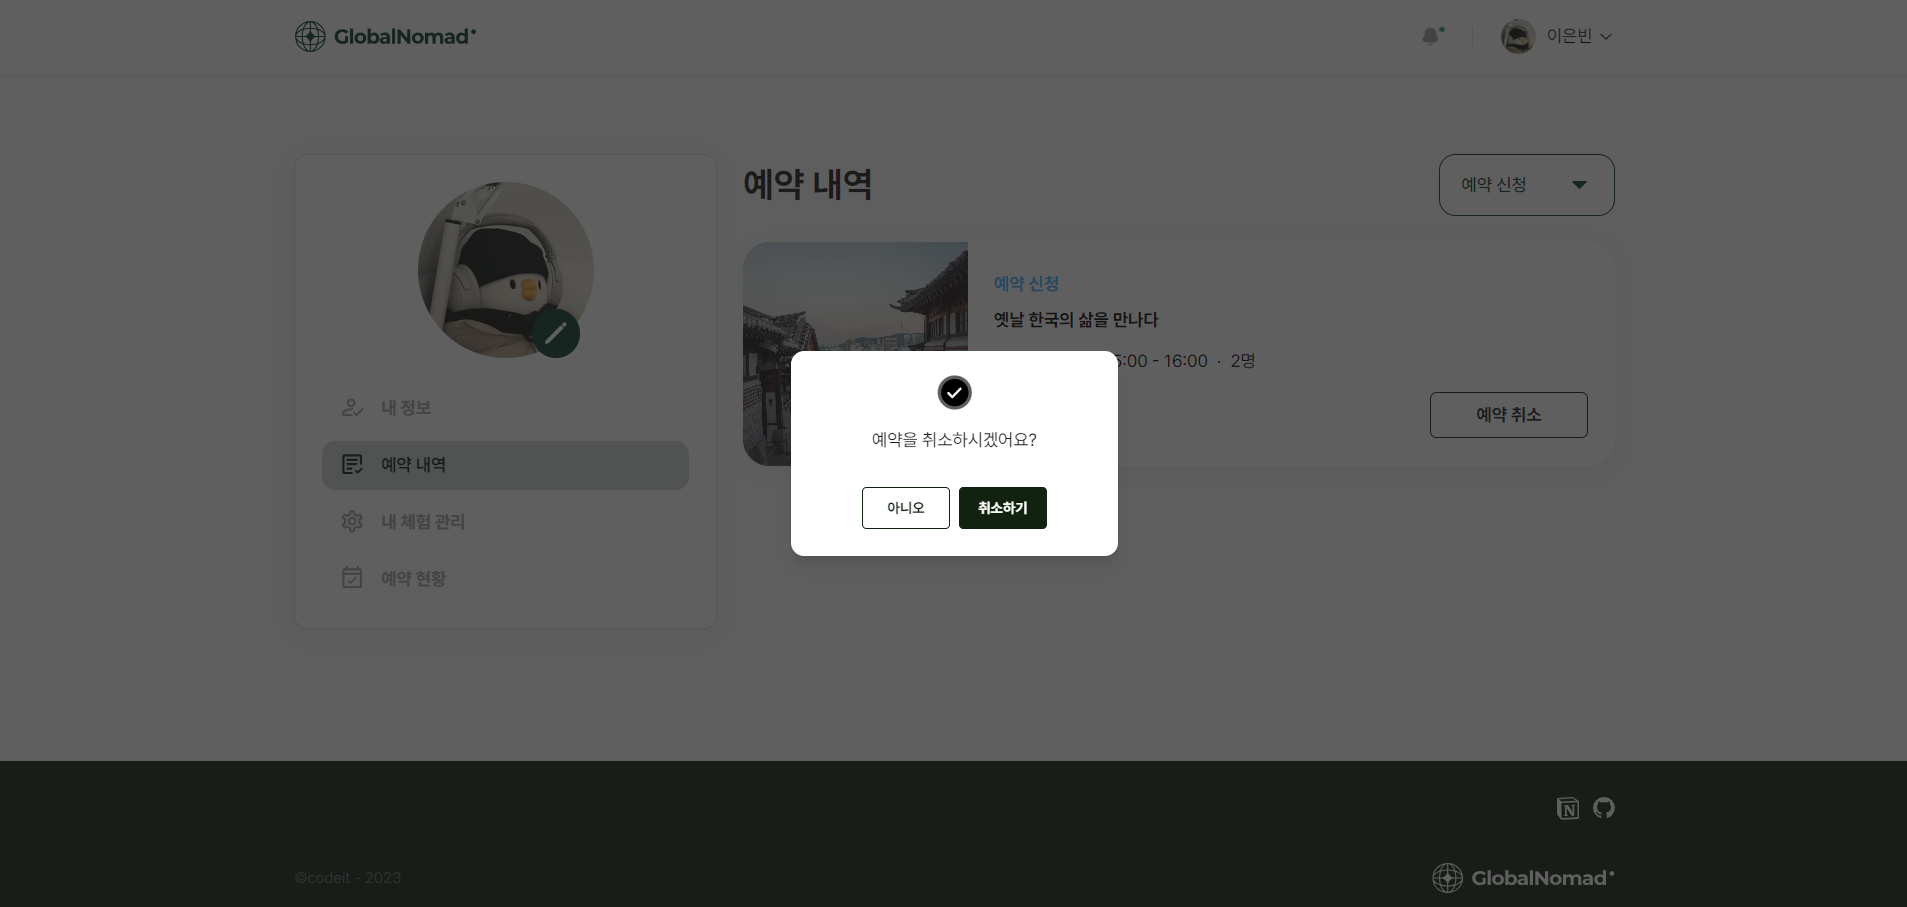 GlobalNomad
이은빈
예약 내역
예약 신청
예약 신청
옛날 한국의 삶을 만나다
5:00 - 16:00 · 2명
예약 취소
내 정보
예약 내역
내 체험 관리
예약 현황
예약을 취소하시겠어요?
아니오
취소하기
©codeit - 2023
GlobalNomad